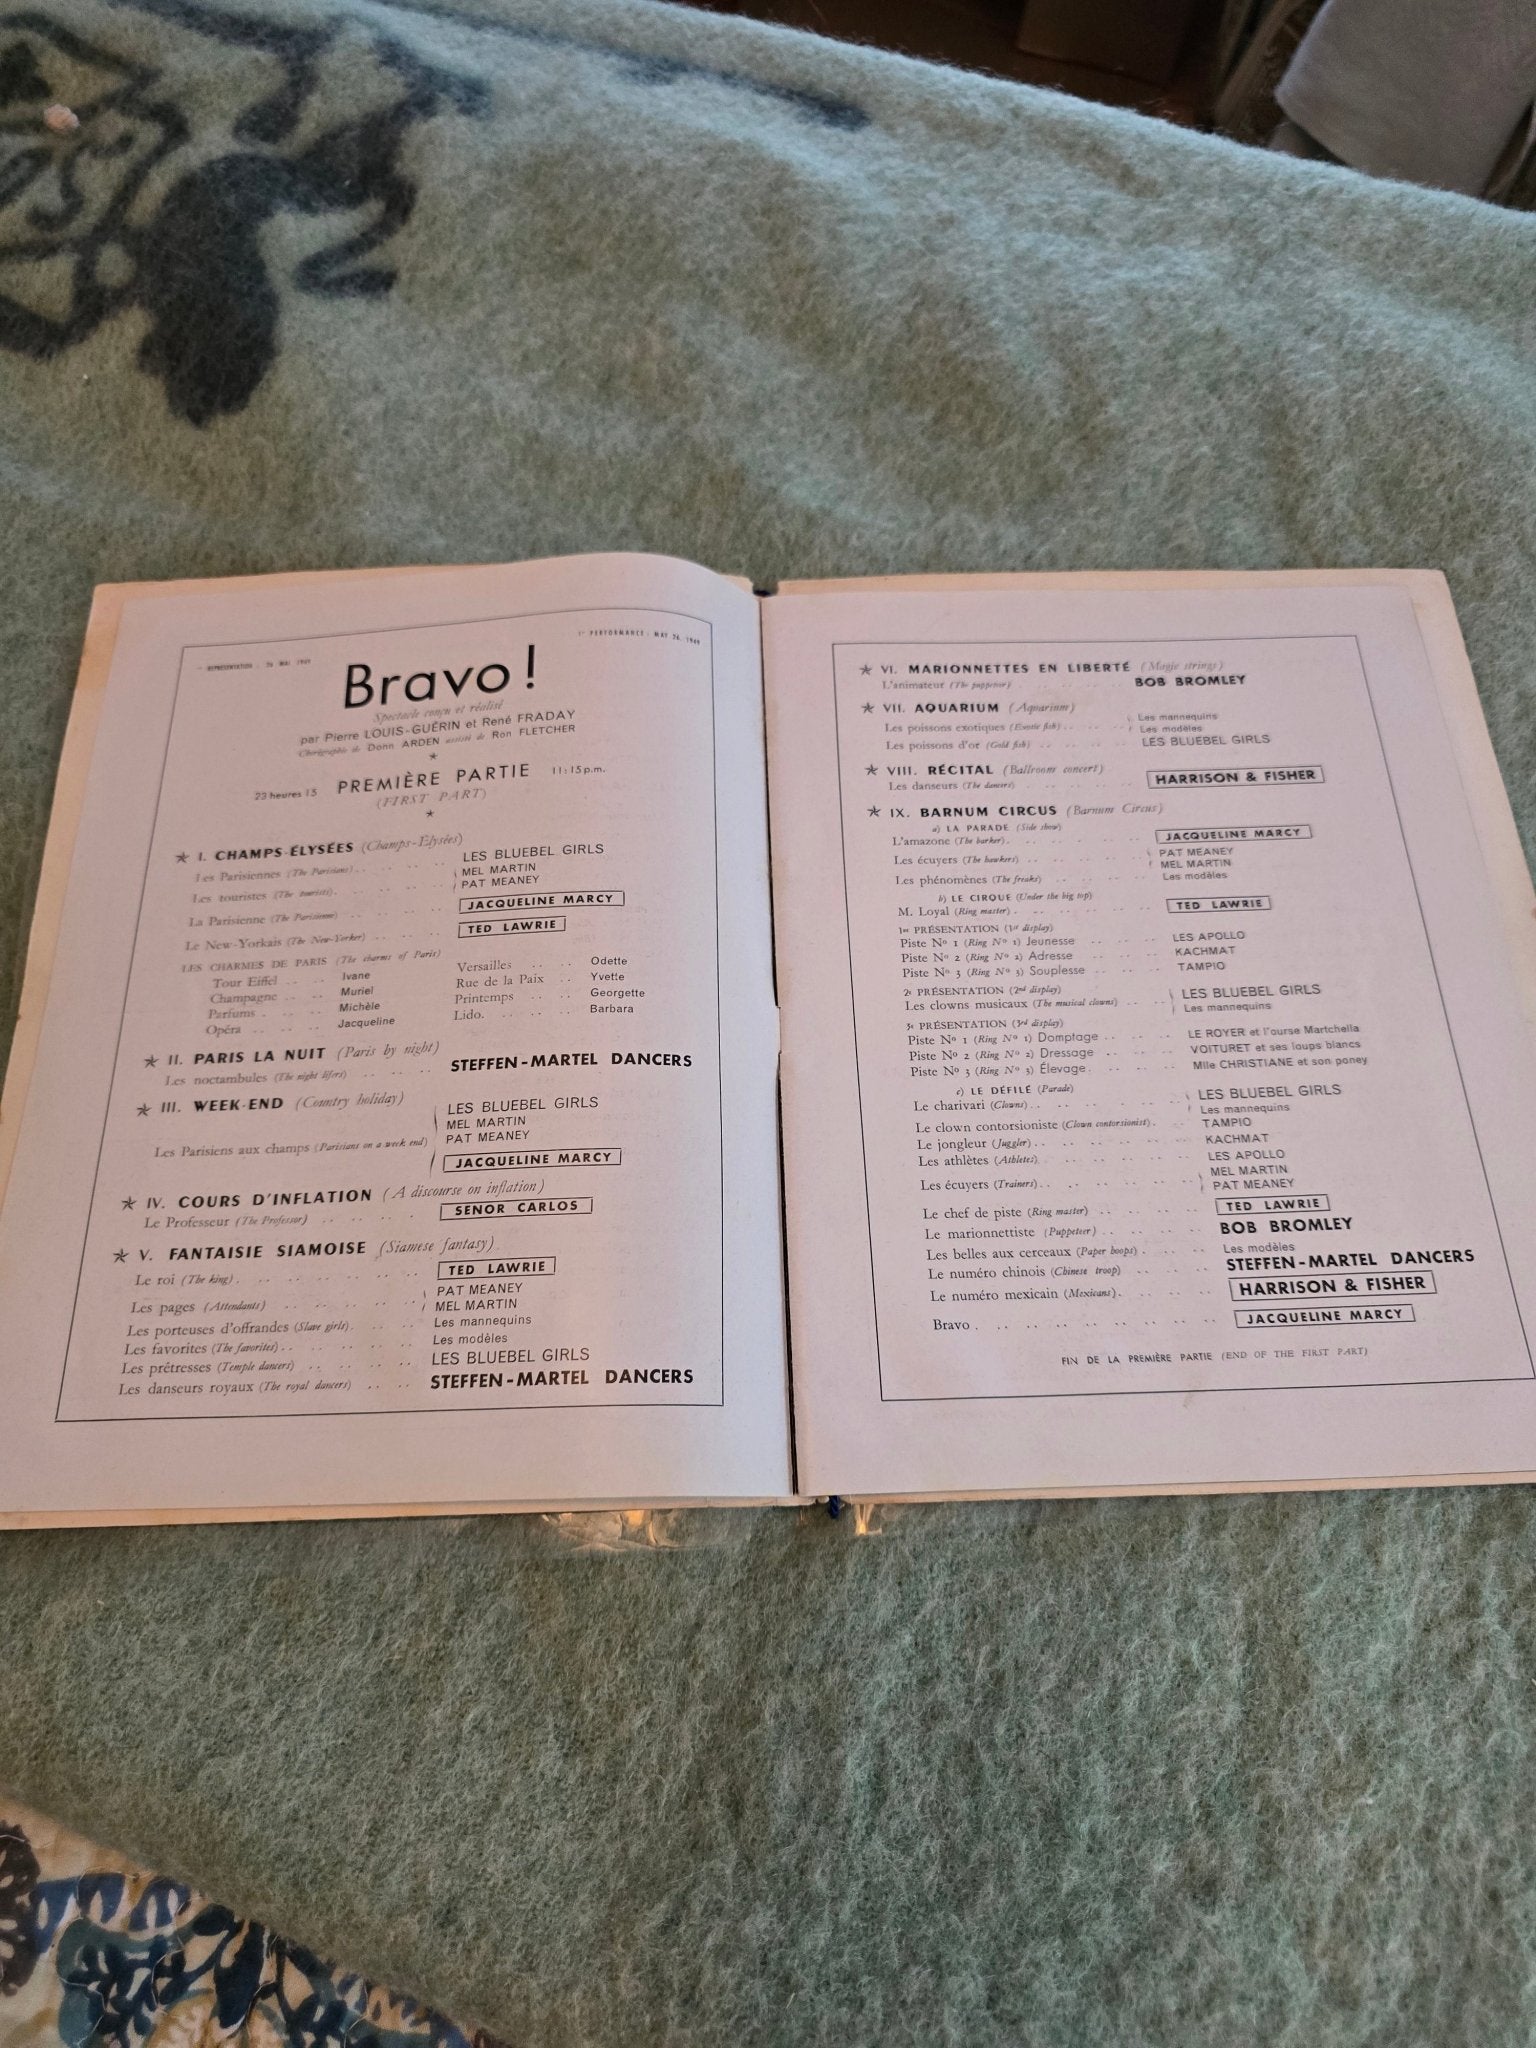 1re REPRÉSENTATION : 26 MAI 1949
1st PERFORMANCE : MAY 26, 1949
Bravo !
Spectacle conçu et réalisé
par Pierre LOUIS-GUÉRIN et René FRADAY
Chorégraphie de Donn ARDEN assisté de Ron FLETCHER
23 heures 15 PREMIÈRE PARTIE 11:15 p.m.
(FIRST PART)
I. CHAMPS-ÉLYSÉES (Champs-Élysées)
Les Parisiennes (The Parisians) LES BLUEBEL GIRLS
Les touristes (The tourists) MEL MARTIN
PAT MEANEY
La Parisienne (The Parisienne) JACQUELINE MARCY
Le New-Yorkais (The New-Yorker) TED LAWRIE
LES CHARMES DE PARIS (The charms of Paris)
Tour Eiffel Ivane
Champagne Muriel
Parfums Michèle
Opéra Jacqueline
Versailles Odette
Rue de la Paix Yvette
Printemps Georgette
Lido Barbara
II. PARIS LA NUIT (Paris by night)
Les noctambules (The night lifers) STEFFEN-MARTEL DANCERS
III. WEEK-END (Country holiday)
Les Parisiens aux champs (Parisians on a week end) LES BLUEBEL GIRLS
MEL MARTIN
PAT MEANEY
JACQUELINE MARCY
IV. COURS D'INFLATION (A discourse on inflation)
Le Professeur (The Professor) SENOR CARLOS
V. FANTAISIE SIAMOISE (Siamese fantasy)
Le roi (The king) TED LAWRIE
Les pages (Attendants) PAT MEANEY
MEL MARTIN
Les porteuses d'offrandes (Slave girls) Les mannequins
Les favorites (The favorites) Les modèles
Les prêtresses (Temple dancers) LES BLUEBEL GIRLS
Les danseurs royaux (The royal dancers) STEFFEN-MARTEL DANCERS
VI. MARIONNETTES EN LIBERTÉ (Magic strings)
L'animateur (The puppeteer) BOB BROMLEY
VII. AQUARIUM (Aquarium)
Les poissons exotiques (Exotic fish) Les mannequins
Les modèles
Les poissons d'or (Gold fish) LES BLUEBEL GIRLS
VIII. RÉCITAL (Ballroom concert)
Les danseurs (The dancers) HARRISON & FISHER
IX. BARNUM CIRCUS (Barnum Circus)
a) LA PARADE (Side show)
L'amazone (The barker) JACQUELINE MARCY
Les écuyers (The hawkers) PAT MEANEY
MEL MARTIN
Les phénomènes (The freaks) Les modèles
b) LE CIRQUE (Under the big top)
M. Loyal (Ring master) TED LAWRIE
1re PRÉSENTATION (1st display)
Piste No 1 (Ring No 1) Jeunesse LES APOLLO
Piste No 2 (Ring No 2) Adresse KACHMAT
Piste No 3 (Ring No 3) Souplesse TAMPIO
2e PRÉSENTATION (2nd display)
Les clowns musicaux (The musical clowns) LES BLUEBEL GIRLS
Les mannequins
3e PRÉSENTATION (3rd display)
Piste No 1 (Ring No 1) Domptage LE ROYER et l'ourse Martchella
Piste No 2 (Ring No 2) Dressage VOITURET et ses loups blancs
Piste No 3 (Ring No 3) Élevage Mlle CHRISTIANE et son poney
c) LE DÉFILÉ (Parade)
Le charivari (Clowns) LES BLUEBEL GIRLS
Les mannequins
Le clown contorsioniste (Clown contorsionist) TAMPIO
Le jongleur (Juggler) KACHMAT
Les athlètes (Athletes) LES APOLLO
Les écuyers (Trainers) MEL MARTIN
PAT MEANEY
Le chef de piste (Ring master) TED LAWRIE
Le marionnettiste (Puppeteer) BOB BROMLEY
Les belles aux cerceaux (Paper hoops) Les modèles
Le numéro chinois (Chinese troop) STEFFEN-MARTEL DANCERS
Le numéro mexicain (Mexicans) HARRISON & FISHER
Bravo JACQUELINE MARCY
FIN DE LA PREMIÈRE PARTIE (END OF THE FIRST PART)